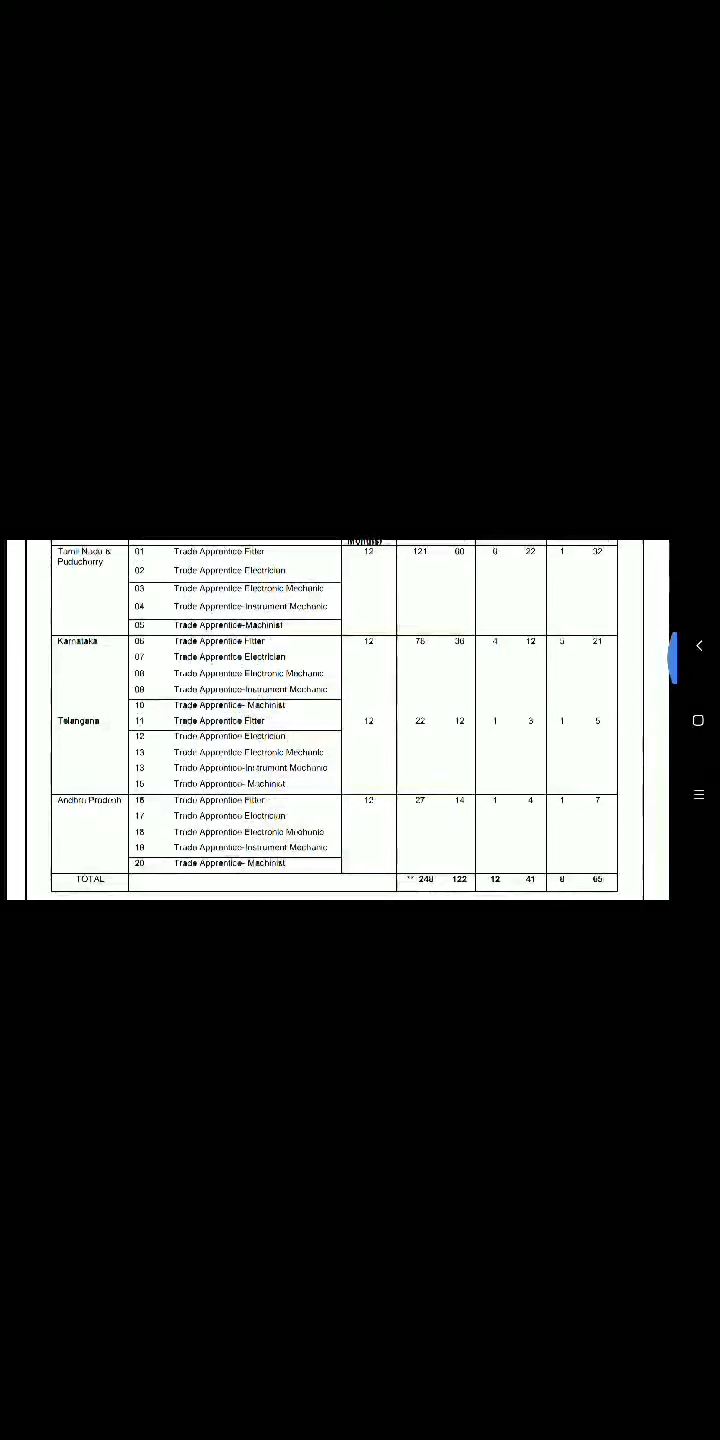 Tamil Nadu & Puducherry 01 Trade Apprentice Fitter 12 121 60 6 22 1 32
02 Trade Apprentice Electrician
03 Trade Apprentice Electronic Mechanic
04 Trade Apprentice-Instrument Mechanic
05 Trade Apprentice-Machinist
Karnataka 06 Trade Apprentice Fitter 12 78 36 4 12 5 21
07 Trade Apprentice Electrician
08 Trade Apprentice Electronic Mechanic
09 Trade Apprentice-Instrument Mechanic
10 Trade Apprentice- Machinist
Telangana 11 Trade Apprentice Fitter 12 22 12 1 3 1 5
12 Trade Apprentice Electrician
13 Trade Apprentice Electronic Mechanic
13 Trade Apprentice-Instrument Mechanic
15 Trade Apprentice- Machinist
Andhra Pradesh 16 Trade Apprentice Fitter 12 27 14 1 4 1 7
17 Trade Apprentice Electrician
18 Trade Apprentice Electronic Mechanic
19 Trade Apprentice-Instrument Mechanic
20 Trade Apprentice- Machinist
TOTAL ** 248 122 12 41 8 65